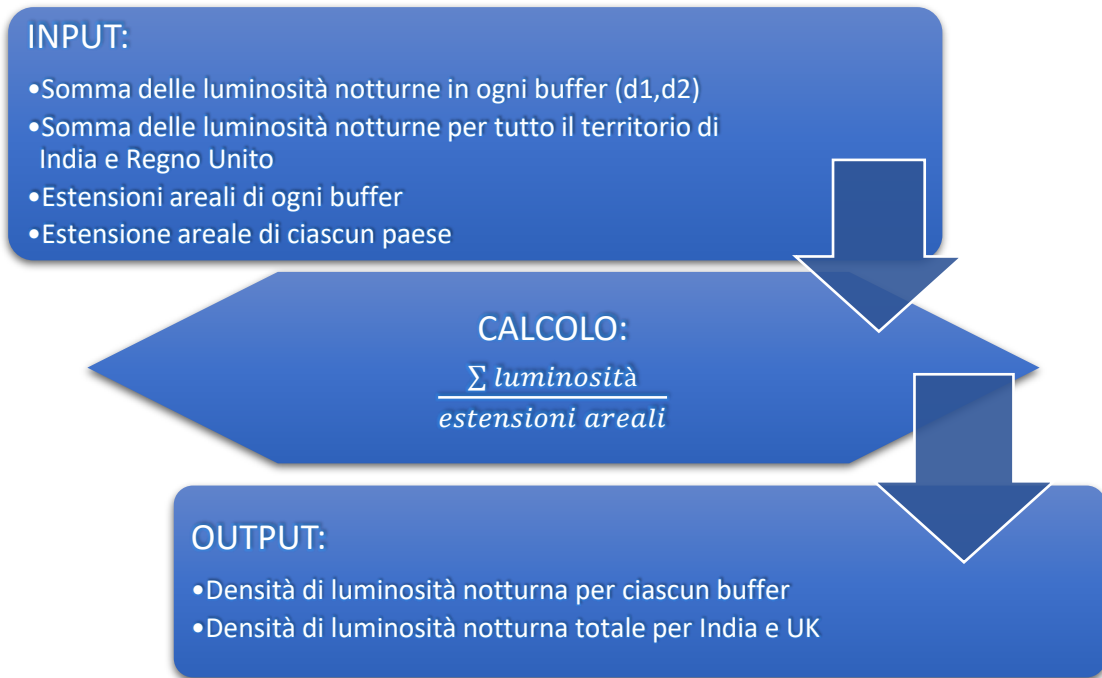 INPUT:
•Somma delle luminosità notturne in ogni buffer (d1,d2)
•Somma delle luminosità notturne per tutto il territorio di
India e Regno Unito
•Estensioni areali di ogni buffer
•Estensione areale di ciascun paese
CALCOLO:
∑ luminosità
estensioni areali
OUTPUT:
•Densità di luminosità notturna per ciascun buffer
•Densità di luminosità notturna totale per India e UK